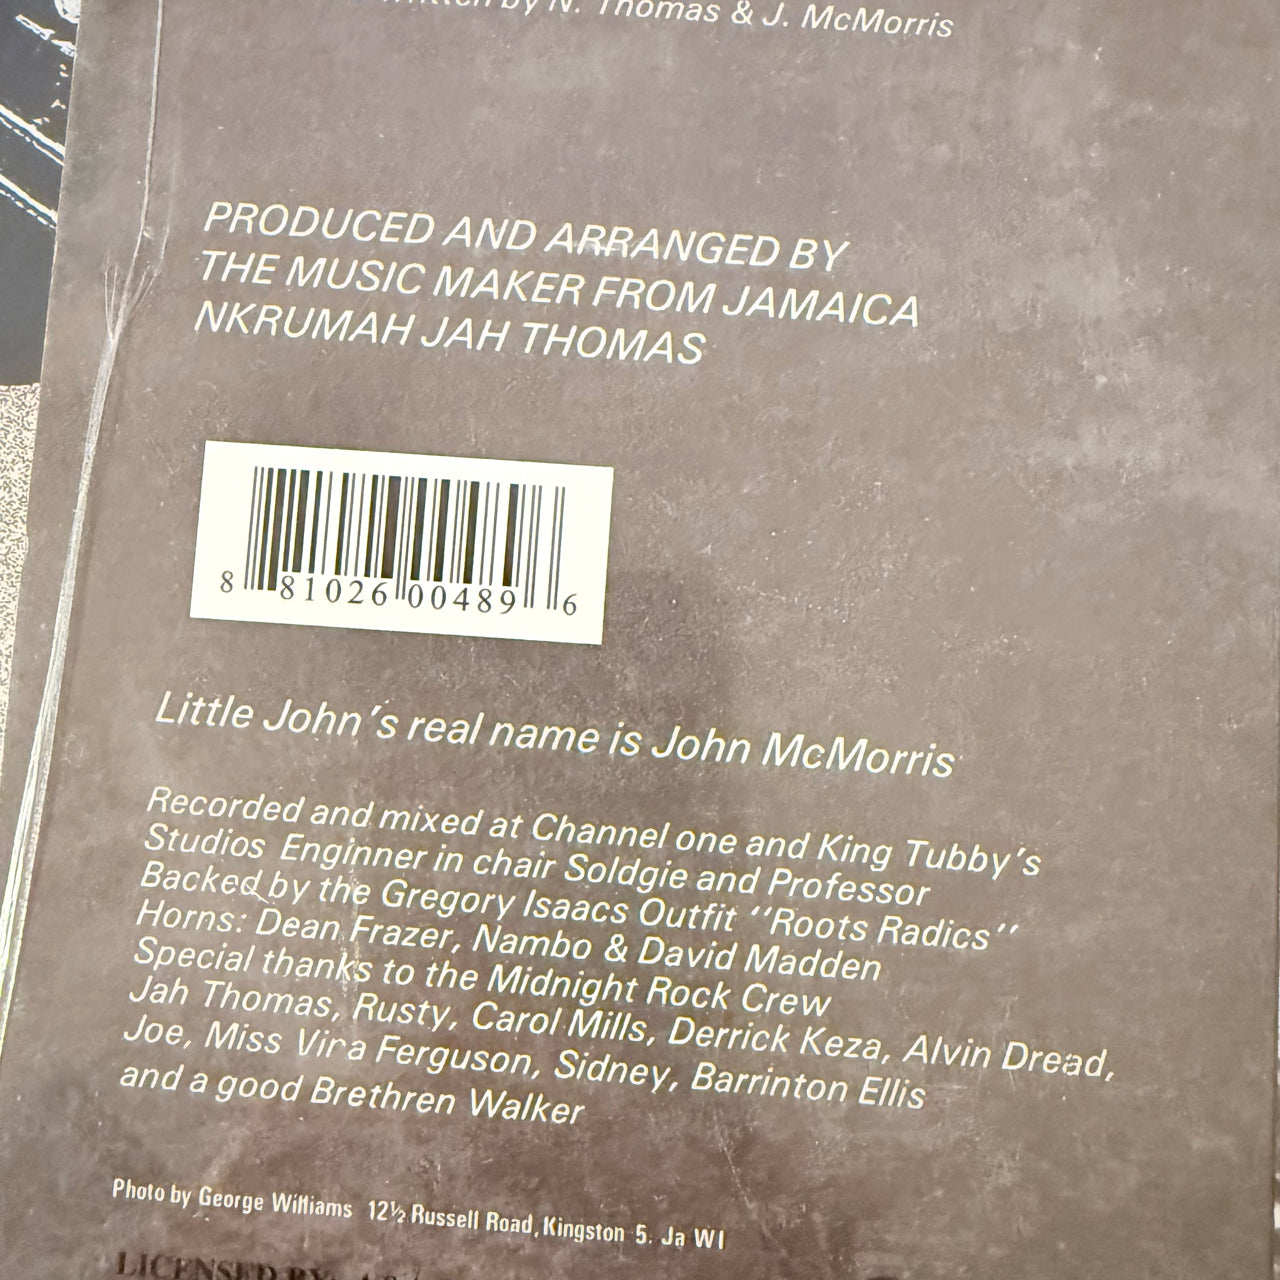 written by N. Thomas & J. McMorris
PRODUCED AND ARRANGED BY
THE MUSIC MAKER FROM JAMAICA
NKRUMAH JAH THOMAS
8 81026 00489 6
Little John's real name is John McMorris
Recorded and mixed at Channel one and King Tubby's
Studios Enginner in chair Soldgie and Professor
Backed by the Gregory Isaacs Outfit "Roots Radics"
Horns: Dean Frazer, Nambo & David Madden
Special thanks to the Midnight Rock Crew
Jah Thomas, Rusty, Carol Mills, Derrick Keza, Alvin Dread,
Joe, Miss Vira Ferguson, Sidney, Barrinton Ellis
and a good Brethren Walker
Photo by George Williams 12½ Russell Road, Kingston 5. Ja W I
LICENSED BY: